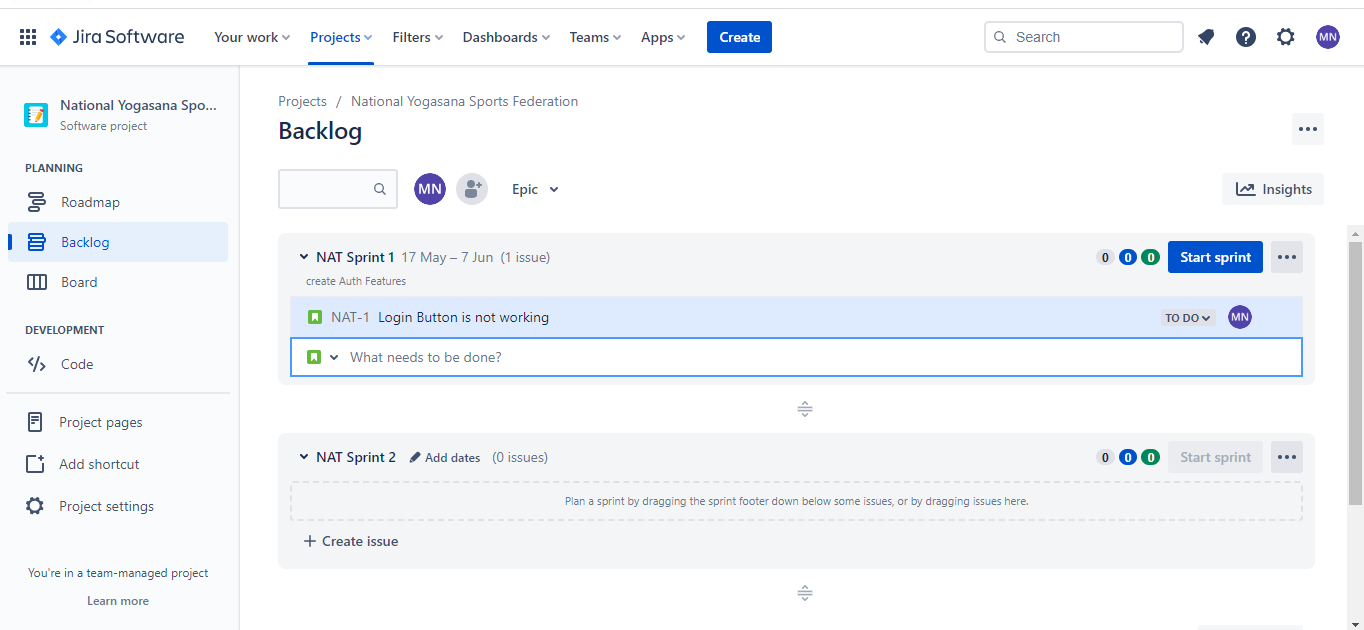 Jira Software Your work Projects Filters Dashboards Teams Apps Create Search MN
National Yogasana Spo...
Software project
PLANNING
Roadmap
Backlog
Board
DEVELOPMENT
Code
Project pages
Add shortcut
Project settings
You're in a team-managed project
Learn more
Projects / National Yogasana Sports Federation
Backlog
MN Epic Insights
NAT Sprint 1 17 May – 7 Jun (1 issue) 0 0 0 Start sprint
create Auth Features
NAT-1 Login Button is not working TO DO MN
What needs to be done?
NAT Sprint 2 Add dates (0 issues) 0 0 0 Start sprint
Plan a sprint by dragging the sprint footer down below some issues, or by dragging issues here.
+ Create issue